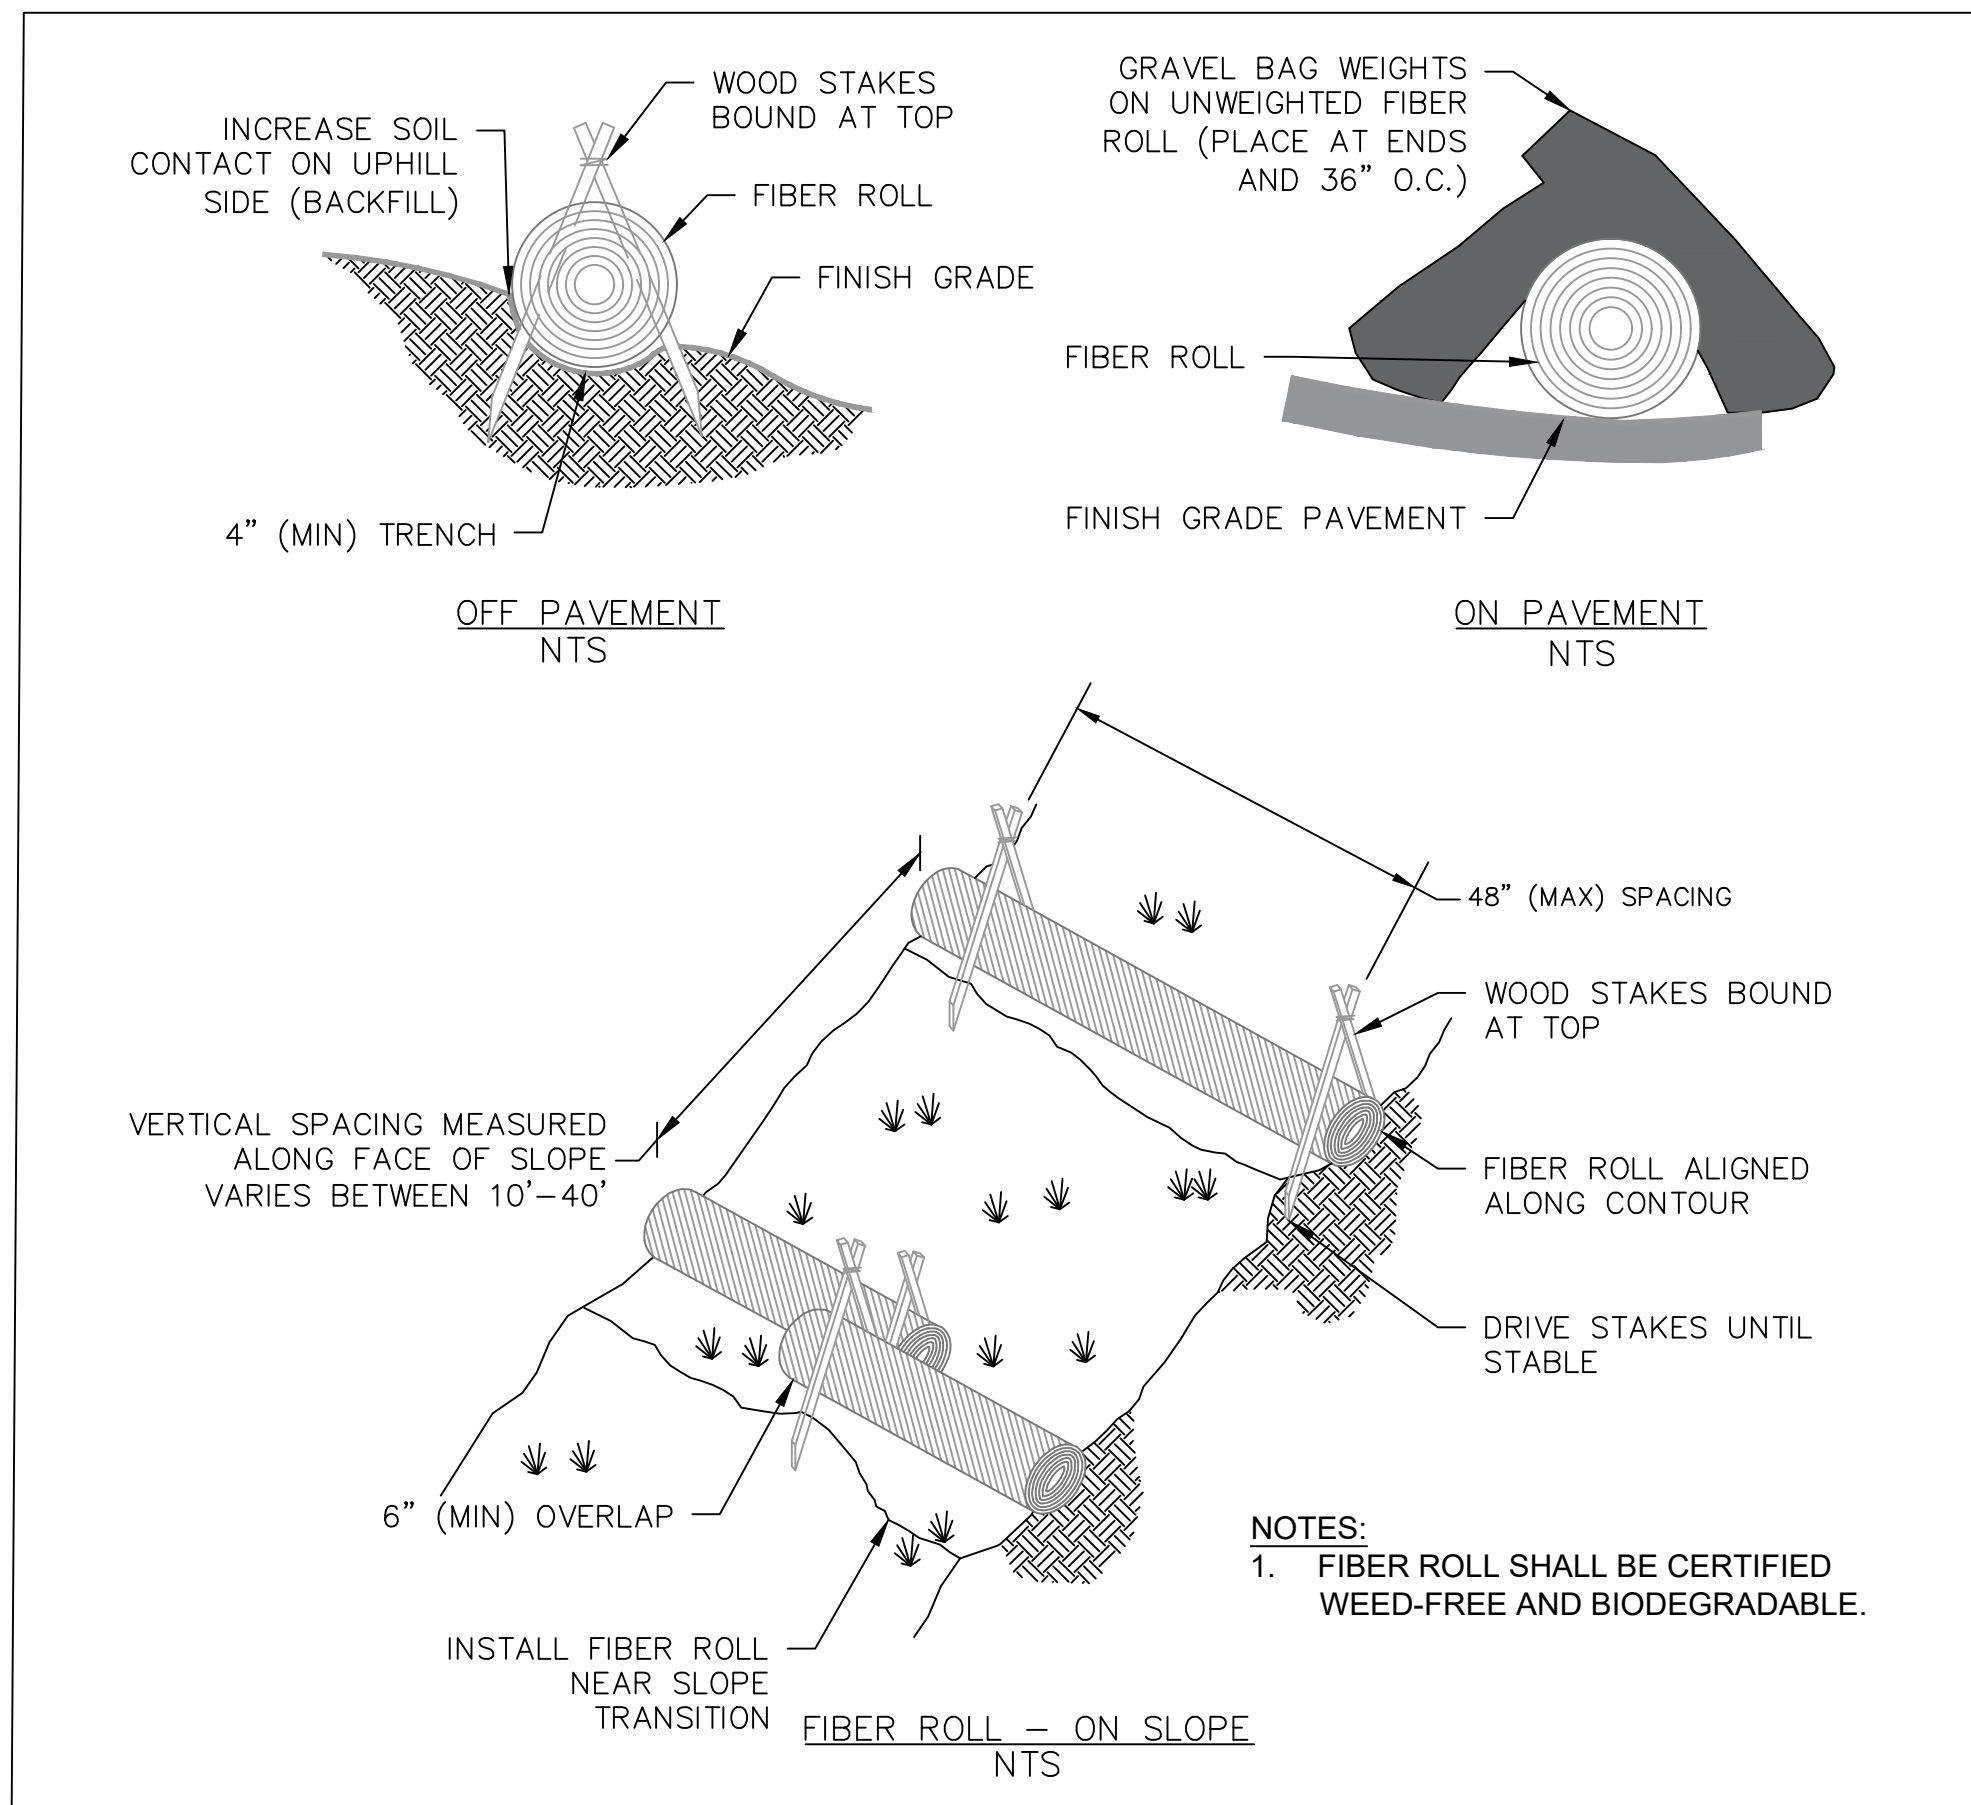 WOOD STAKES
BOUND AT TOP
INCREASE SOIL
CONTACT ON UPHILL
SIDE (BACKFILL)
FIBER ROLL
FINISH GRADE
4” (MIN) TRENCH
OFF PAVEMENT
NTS
GRAVEL BAG WEIGHTS
ON UNWEIGHTED FIBER
ROLL (PLACE AT ENDS
AND 36” O.C.)
FIBER ROLL
FINISH GRADE PAVEMENT
ON PAVEMENT
NTS
48” (MAX) SPACING
WOOD STAKES BOUND
AT TOP
VERTICAL SPACING MEASURED
ALONG FACE OF SLOPE
VARIES BETWEEN 10’–40’
FIBER ROLL ALIGNED
ALONG CONTOUR
DRIVE STAKES UNTIL
STABLE
6” (MIN) OVERLAP
INSTALL FIBER ROLL
NEAR SLOPE
TRANSITION
NOTES:
1. FIBER ROLL SHALL BE CERTIFIED
WEED-FREE AND BIODEGRADABLE.
FIBER ROLL – ON SLOPE
NTS